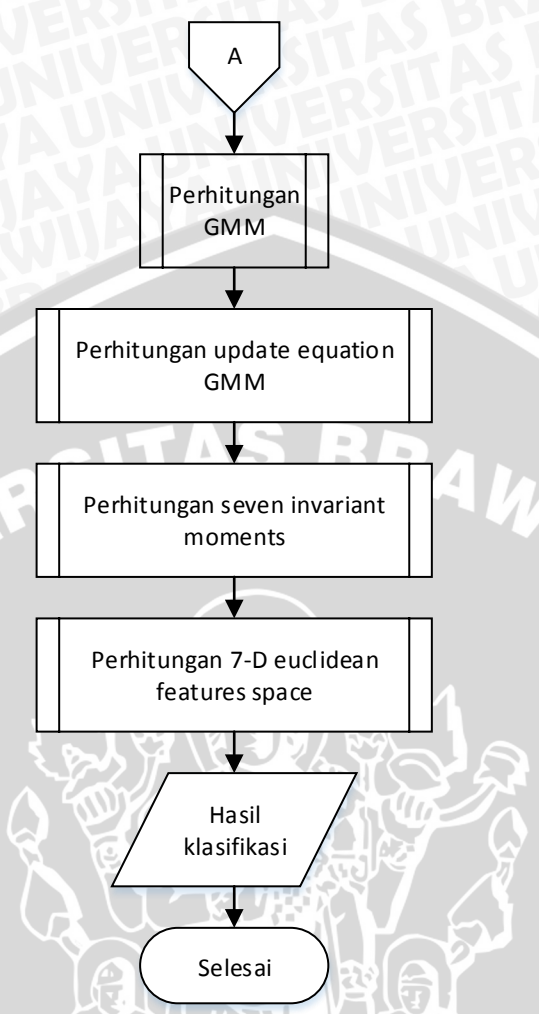 A
Perhitungan
GMM
Perhitungan update equation
GMM
Perhitungan seven invariant
moments
Perhitungan 7-D euclidean
features space
Hasil
klasifikasi
Selesai